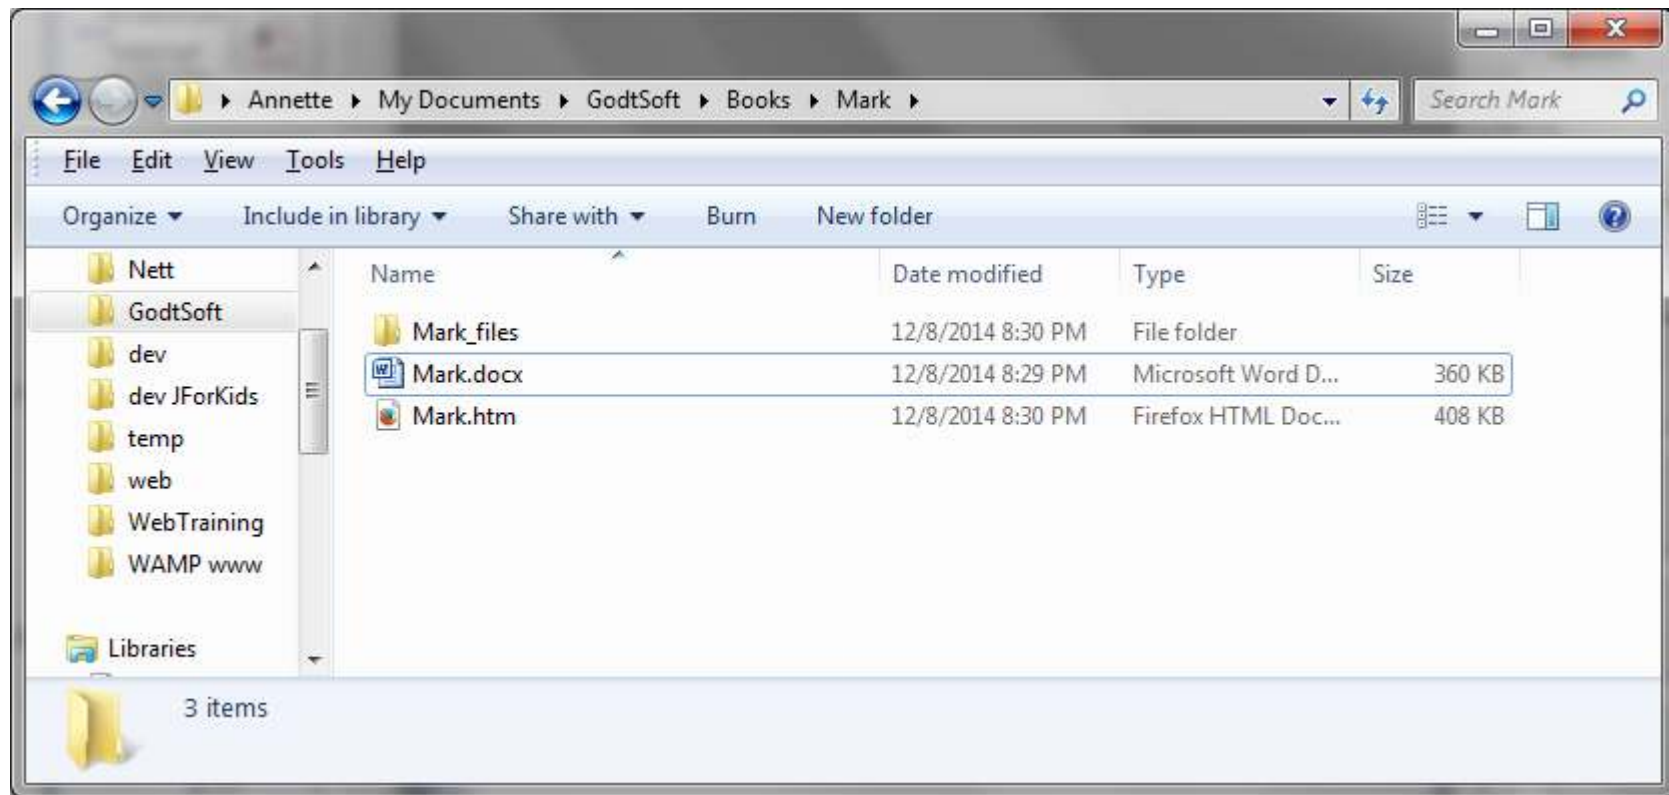 Annette My Documents GodtSoft Books Mark Search Mark
File Edit View Tools Help
Organize Include in library Share with Burn New folder
Nett
GodtSoft
dev
dev JForKids
temp
web
WebTraining
WAMP www
Libraries
Name Date modified Type Size
Mark_files 12/8/2014 8:30 PM File folder
Mark.docx 12/8/2014 8:29 PM Microsoft Word D... 360 KB
Mark.htm 12/8/2014 8:30 PM Firefox HTML Doc... 408 KB
3 items